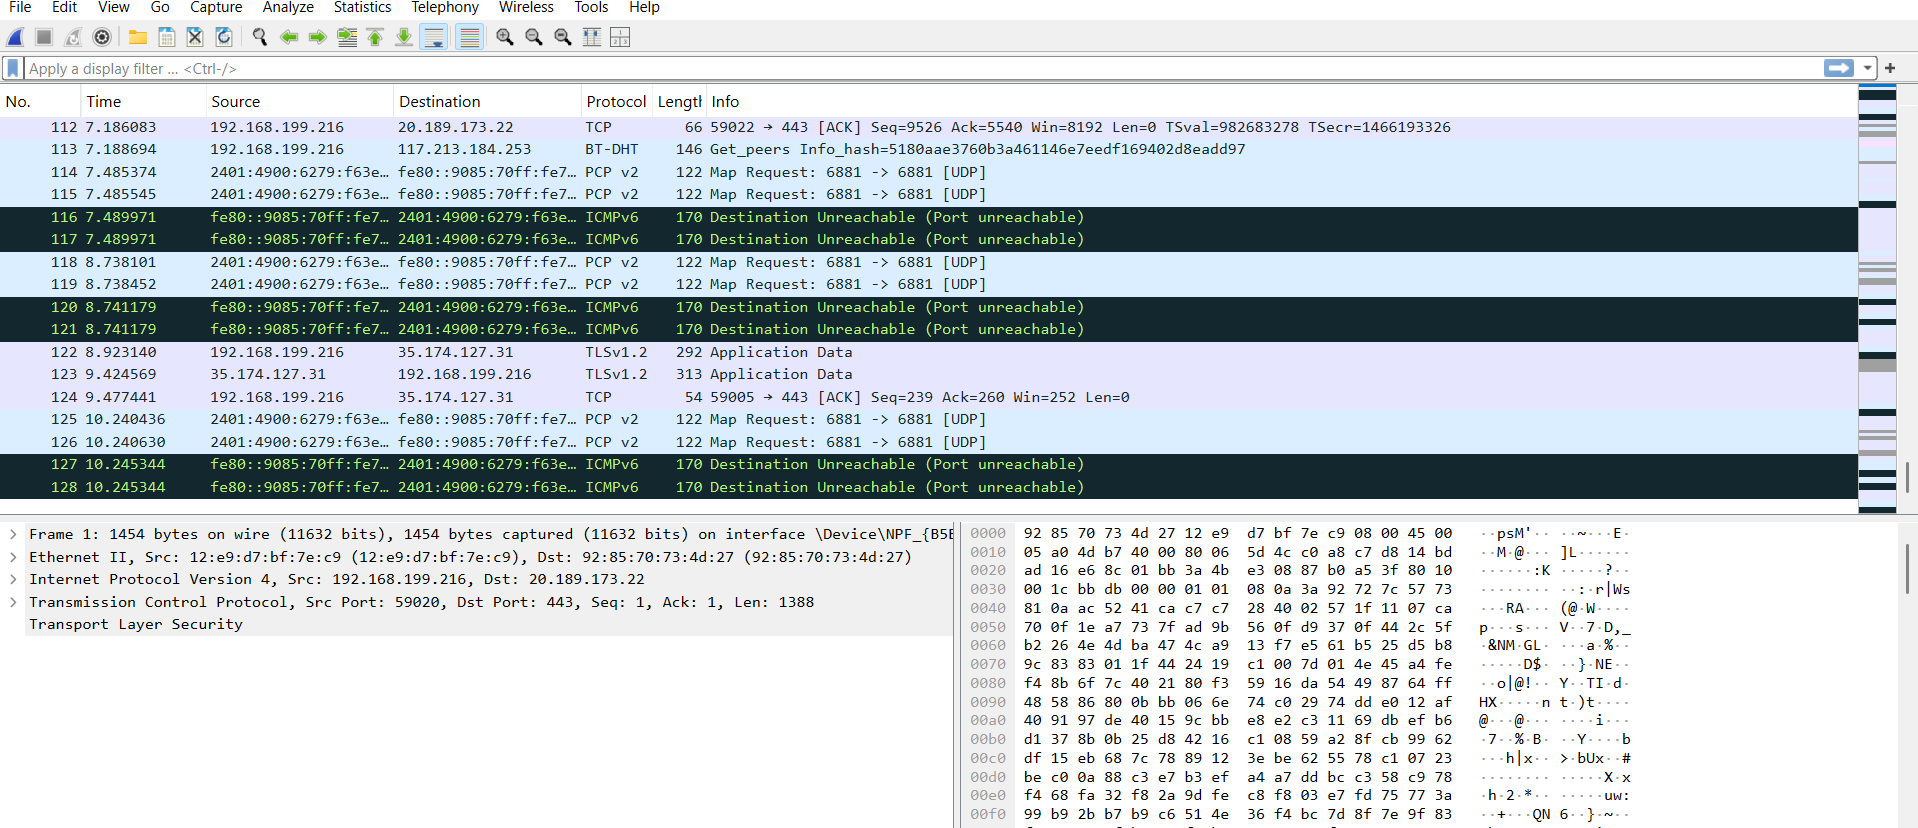 File Edit View Go Capture Analyze Statistics Telephony Wireless Tools Help
Apply a display filter ... <Ctrl-/>
No. Time Source Destination Protocol Length Info
112 7.186083 192.168.199.216 20.189.173.22 TCP 66 59022 → 443 [ACK] Seq=9526 Ack=5540 Win=8192 Len=0 TSval=982683278 TSecr=1466193326
113 7.188694 192.168.199.216 117.213.184.253 BT-DHT 146 Get_peers Info_hash=5180aae3760b3a461146e7eedf169402d8eadd97
114 7.485374 2401:4900:6279:f63e… fe80::9085:70ff:fe7… PCP v2 122 Map Request: 6881 -> 6881 [UDP]
115 7.485545 2401:4900:6279:f63e… fe80::9085:70ff:fe7… PCP v2 122 Map Request: 6881 -> 6881 [UDP]
116 7.489971 fe80::9085:70ff:fe7… 2401:4900:6279:f63e… ICMPv6 170 Destination Unreachable (Port unreachable)
117 7.489971 fe80::9085:70ff:fe7… 2401:4900:6279:f63e… ICMPv6 170 Destination Unreachable (Port unreachable)
118 8.738101 2401:4900:6279:f63e… fe80::9085:70ff:fe7… PCP v2 122 Map Request: 6881 -> 6881 [UDP]
119 8.738452 2401:4900:6279:f63e… fe80::9085:70ff:fe7… PCP v2 122 Map Request: 6881 -> 6881 [UDP]
120 8.741179 fe80::9085:70ff:fe7… 2401:4900:6279:f63e… ICMPv6 170 Destination Unreachable (Port unreachable)
121 8.741179 fe80::9085:70ff:fe7… 2401:4900:6279:f63e… ICMPv6 170 Destination Unreachable (Port unreachable)
122 8.923140 192.168.199.216 35.174.127.31 TLSv1.2 292 Application Data
123 9.424569 35.174.127.31 192.168.199.216 TLSv1.2 313 Application Data
124 9.477441 192.168.199.216 35.174.127.31 TCP 54 59005 → 443 [ACK] Seq=239 Ack=260 Win=252 Len=0
125 10.240436 2401:4900:6279:f63e… fe80::9085:70ff:fe7… PCP v2 122 Map Request: 6881 -> 6881 [UDP]
126 10.240630 2401:4900:6279:f63e… fe80::9085:70ff:fe7… PCP v2 122 Map Request: 6881 -> 6881 [UDP]
127 10.245344 fe80::9085:70ff:fe7… 2401:4900:6279:f63e… ICMPv6 170 Destination Unreachable (Port unreachable)
128 10.245344 fe80::9085:70ff:fe7… 2401:4900:6279:f63e… ICMPv6 170 Destination Unreachable (Port unreachable)
Frame 1: 1454 bytes on wire (11632 bits), 1454 bytes captured (11632 bits) on interface \Device\NPF_{B5E
Ethernet II, Src: 12:e9:d7:bf:7e:c9 (12:e9:d7:bf:7e:c9), Dst: 92:85:70:73:4d:27 (92:85:70:73:4d:27)
Internet Protocol Version 4, Src: 192.168.199.216, Dst: 20.189.173.22
Transmission Control Protocol, Src Port: 59020, Dst Port: 443, Seq: 1, Ack: 1, Len: 1388
Transport Layer Security
0000 92 85 70 73 4d 27 12 e9 d7 bf 7e c9 08 00 45 00 ··psM'·· ··~···E·
0010 05 a0 4d b7 40 00 80 06 5d 4c c0 a8 c7 d8 14 bd ··M·@··· ]L······
0020 ad 16 e6 8c 01 bb 3a 4b e3 08 87 b0 a5 3f 80 10 ······:K ·····?··
0030 00 1c bb db 00 00 01 01 08 0a 3a 92 72 7c 57 73 ········ ··:·r|Ws
0040 81 0a ac 52 41 ca c7 c7 28 40 02 57 1f 11 07 ca ···RA··· (@·W····
0050 70 0f 1e a7 73 7f ad 9b 56 0f d9 37 0f 44 2c 5f p···s··· V··7·D,_
0060 b2 26 4e 4d ba 47 4c a9 13 f7 e5 61 b5 25 d5 b8 ·&NM·GL· ···a·%··
0070 9c 83 83 01 1f 44 24 19 c1 00 7d 01 4e 45 a4 fe ·····D$· ··}·NE··
0080 f4 8b 6f 7c 40 21 80 f3 59 16 da 54 49 87 64 ff ··o|@!·· Y··TI·d·
0090 48 58 86 80 0b bb 06 6e 74 c0 29 74 dd e0 12 af HX·····n t·)t····
00a0 40 91 97 de 40 15 9c bb e8 e2 c3 11 69 db ef b6 @···@··· ····i···
00b0 d1 37 8b 0b 25 d8 42 16 c1 08 59 a2 8f cb 99 62 ·7··%·B· ··Y····b
00c0 df 15 eb 68 7c 78 89 12 3e be 62 55 78 c1 07 23 ···h|x·· >·bUx··#
00d0 be c0 0a 88 c3 e7 b3 ef a4 a7 dd bc c3 58 c9 78 ········ ·····X·x
00e0 f4 68 fa 32 f8 2a 9d fe c8 f8 03 e7 fd 75 77 3a ·h·2·*·· ·····uw:
00f0 99 b9 2b b7 b9 c6 51 4e 36 f4 bc 7d 8f 7e 9f 83 ··+···QN 6··}·~··